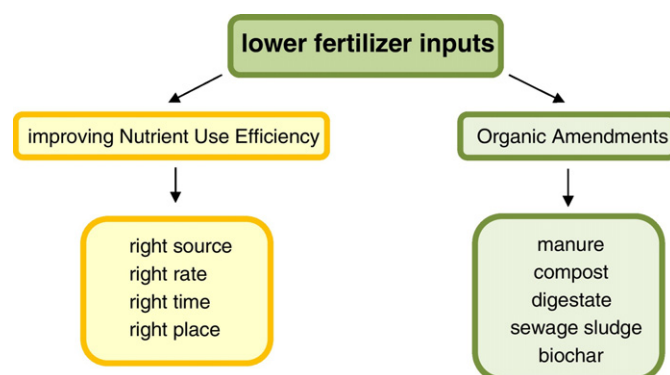 lower fertilizer inputs
improving Nutrient Use Efficiency
right source
right rate
right time
right place
Organic Amendments
manure
compost
digestate
sewage sludge
biochar